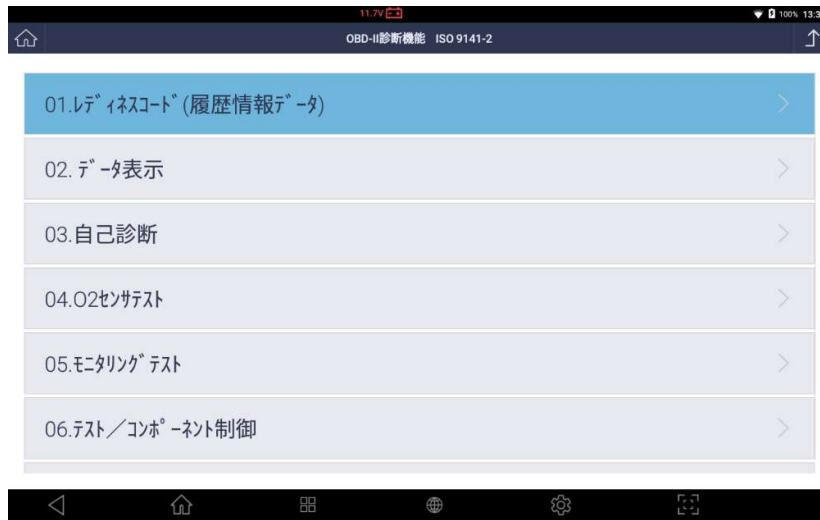 11.7V
100% 13:3
OBD-II診断機能 ISO 9141-2
01.ﾚﾃﾞｨﾈｽｺｰﾄﾞ(履歴情報ﾃﾞｰﾀ)
02.ﾃﾞｰﾀ表示
03.自己診断
04.O2ｾﾝｻﾃｽﾄ
05.ﾓﾆﾀﾘﾝｸﾞﾃｽﾄ
06.ﾃｽﾄ／ｺﾝﾎﾟｰﾈﾝﾄ制御